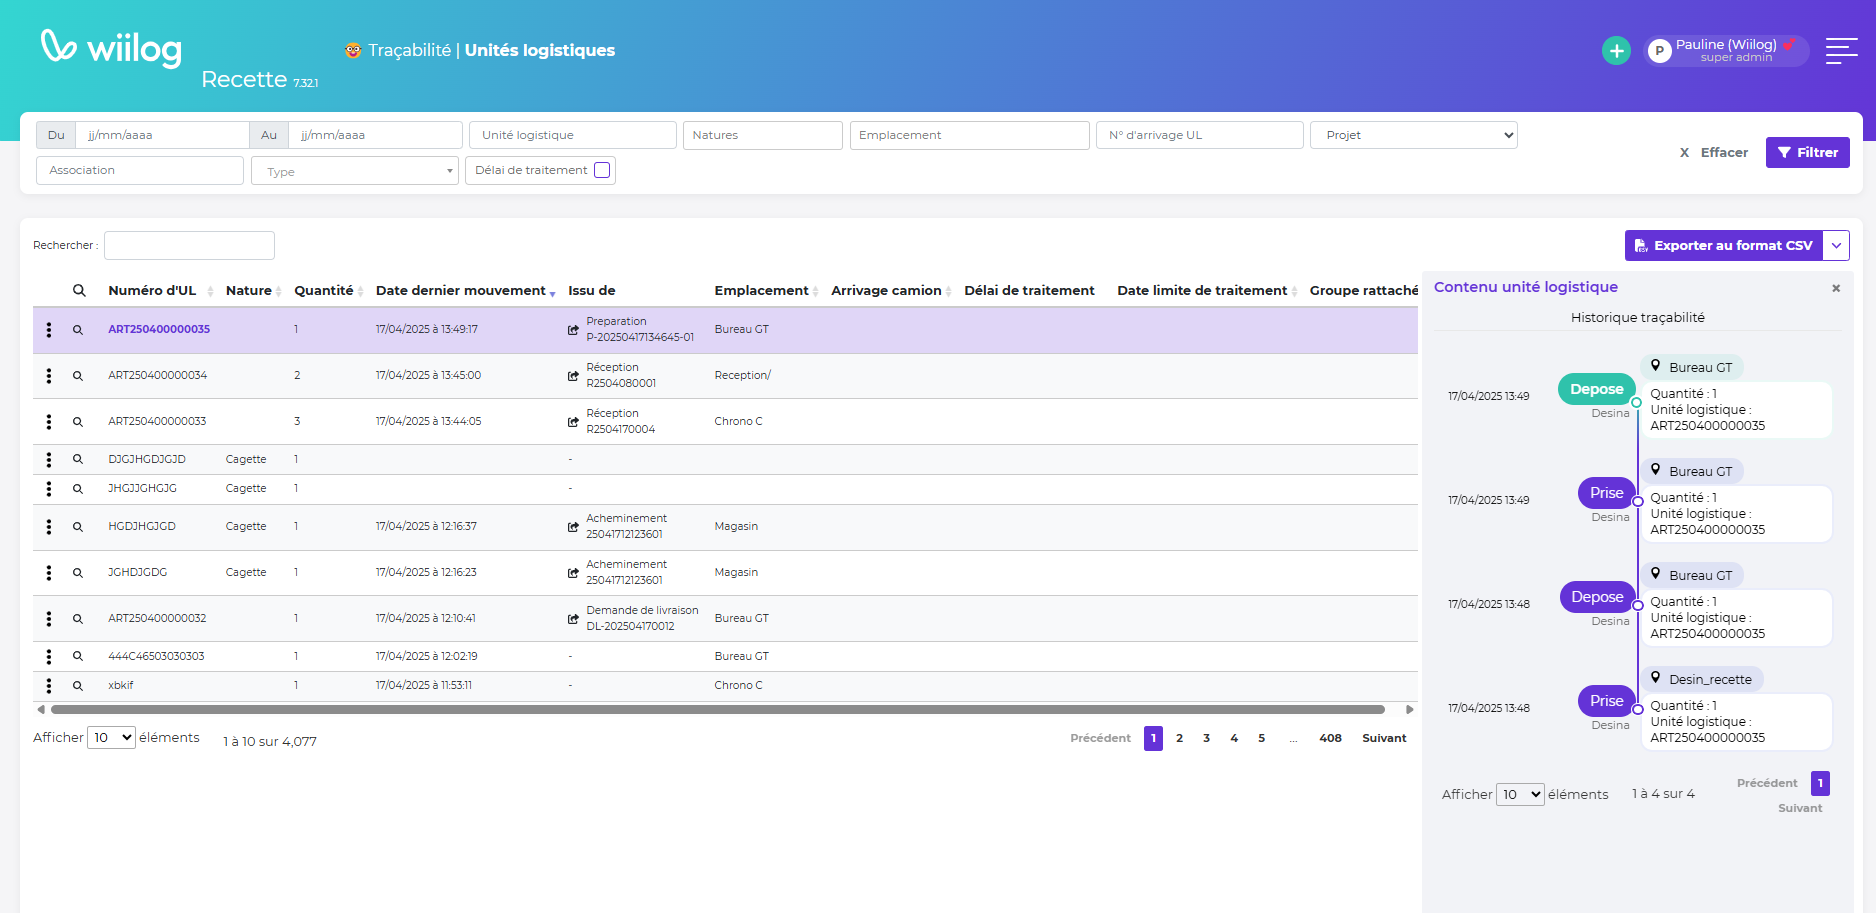 wiilog
Recette 7.32.1
Traçabilité | Unités logistiques
P
Pauline (Wiilog)
super admin
Du jj/mm/aaaa Au jj/mm/aaaa Unité logistique Natures Emplacement N° d'arrivage UL Projet
Association Type Délai de traitement
X Effacer Filtrer
Rechercher :
Exporter au format CSV
Numéro d'UL Nature Quantité Date dernier mouvement Issu de Emplacement Arrivage camion Délai de traitement Date limite de traitement Groupe rattaché
ART250400000035 1 17/04/2025 à 13:49:17 Preparation P-20250417134645-01 Bureau GT
ART250400000034 2 17/04/2025 à 13:45:00 Réception R2504080001 Reception/
ART250400000033 3 17/04/2025 à 13:44:05 Réception R2504170004 Chrono C
DJGJHGDJGJD Cagette 1 -
JHGJJGHGJG Cagette 1 -
HGDJHGJGD Cagette 1 17/04/2025 à 12:16:37 Acheminement 25041712123601 Magasin
JGHDJGDG Cagette 1 17/04/2025 à 12:16:23 Acheminement 25041712123601 Magasin
ART250400000032 1 17/04/2025 à 12:10:41 Demande de livraison DL-202504170012 Bureau GT
444C46503030303 1 17/04/2025 à 12:02:19 - Bureau GT
xbkif 1 17/04/2025 à 11:53:11 - Chrono C
Afficher 10 éléments 1 à 10 sur 4,077
Précédent 1 2 3 4 5 ... 408 Suivant
Contenu unité logistique ×
Historique traçabilité
17/04/2025 13:49 Depose Desina
Bureau GT
Quantité : 1
Unité logistique :
ART250400000035
17/04/2025 13:49 Prise Desina
Bureau GT
Quantité : 1
Unité logistique :
ART250400000035
17/04/2025 13:48 Depose Desina
Bureau GT
Quantité : 1
Unité logistique :
ART250400000035
17/04/2025 13:48 Prise Desina
Desin_recette
Quantité : 1
Unité logistique :
ART250400000035
Afficher 10 éléments 1 à 4 sur 4
Précédent 1
Suivant